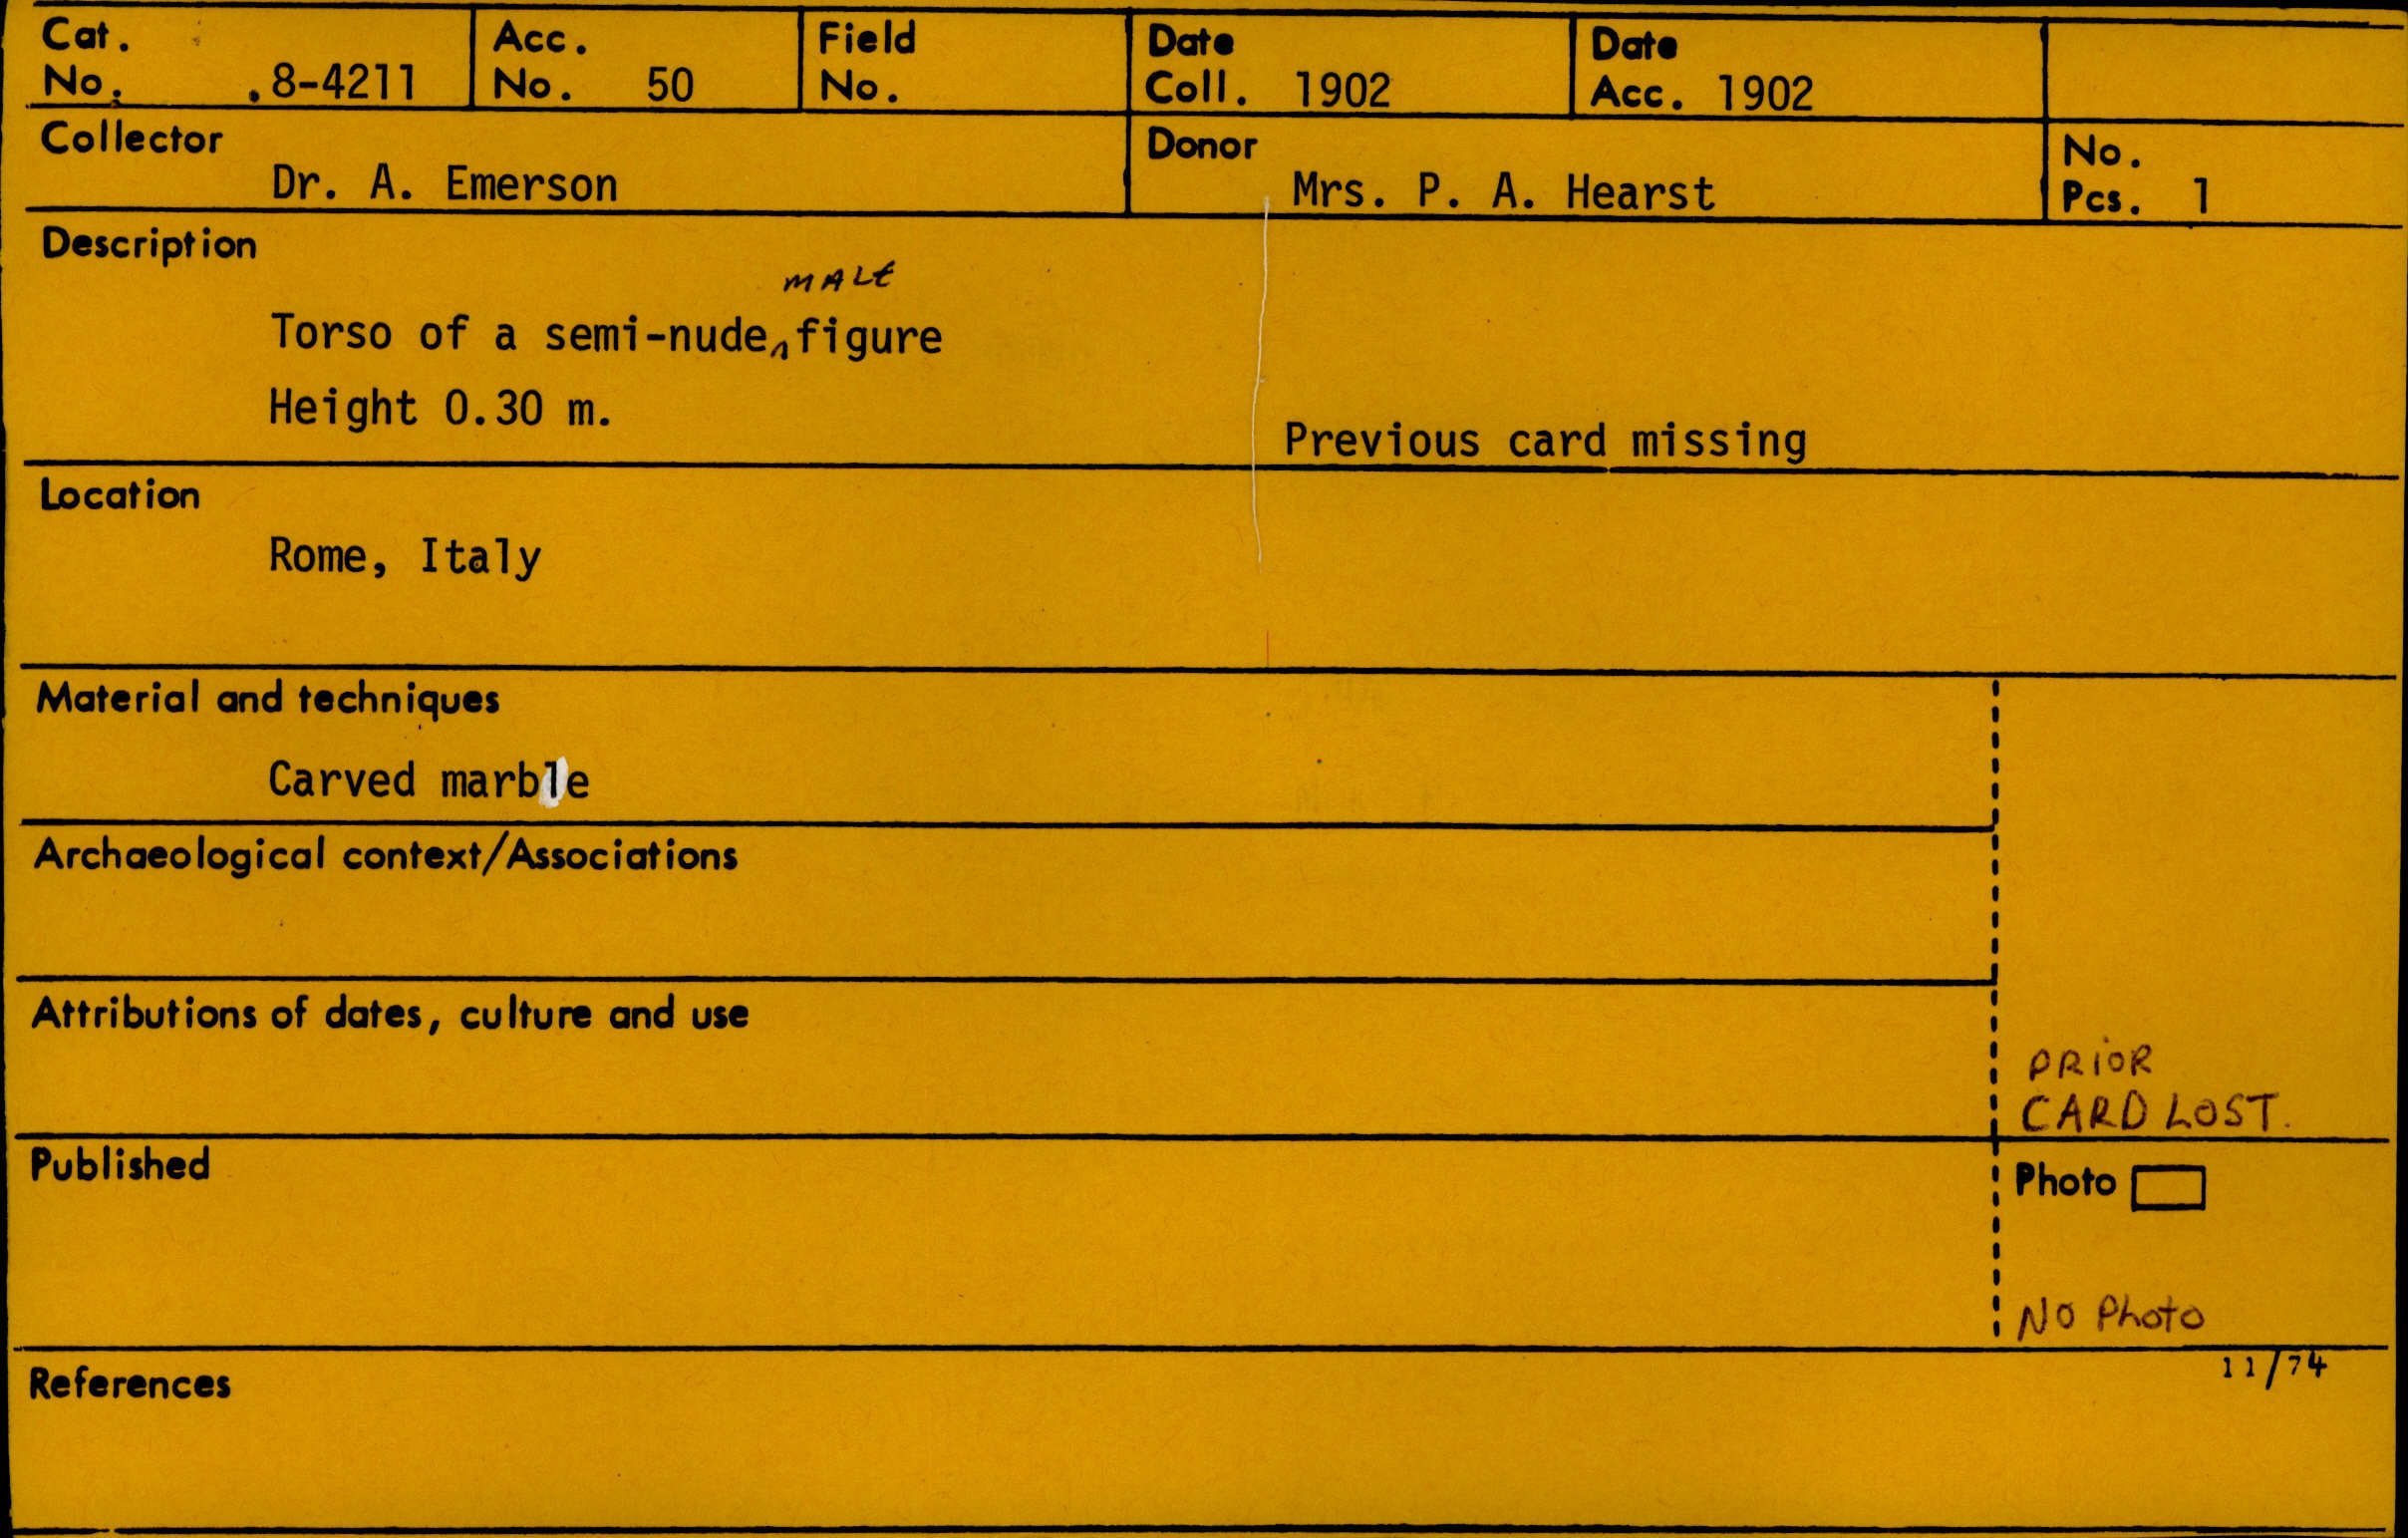 Cat. No. .8-4211
Acc. No. 50
Field No.
Date Coll. 1902
Date Acc. 1902
Collector
Dr. A. Emerson
Donor
Mrs. P. A. Hearst
No. Pcs. 1
Description
MALE
Torso of a semi-nude ‸ figure
Height 0.30 m.
Previous card missing
Location
Rome, Italy
Material and techniques
Carved marble
Archaeological context/Associations
Attributions of dates, culture and use
PRIOR
CARD LOST.
Published
Photo
NO PhoTo
References
11/74